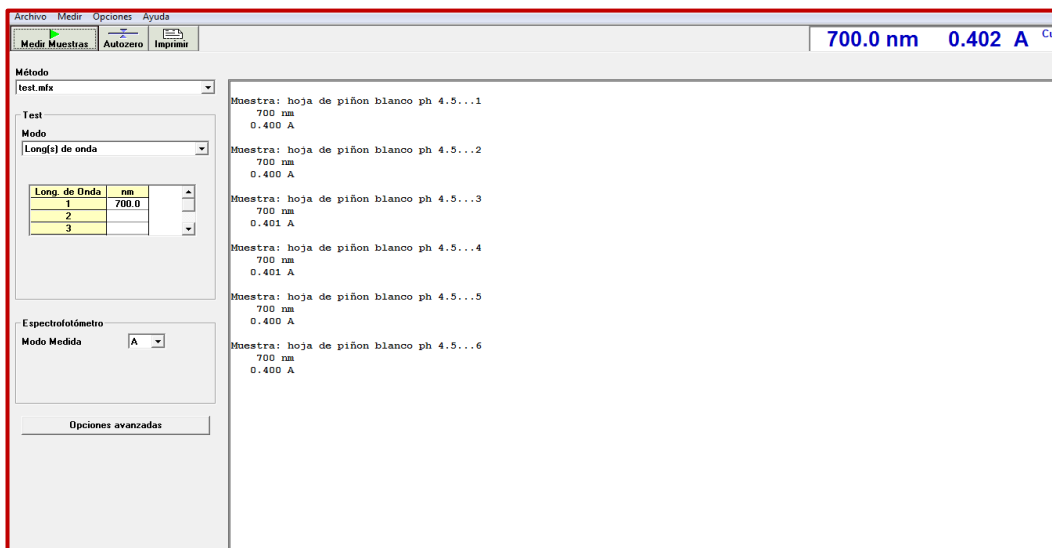 Archivo Medir Opciones Ayuda
Medir Muestras Autozero Imprimir
700.0 nm 0.402 A Cu
Método
test.mfx
Test
Modo
Long(s) de onda
Long. de Onda nm
1 700.0
2
3
Espectrofotómetro
Modo Medida A
Opciones avanzadas
Muestra: hoja de piñon blanco ph 4.5...1
700 nm
0.400 A
Muestra: hoja de piñon blanco ph 4.5...2
700 nm
0.400 A
Muestra: hoja de piñon blanco ph 4.5...3
700 nm
0.401 A
Muestra: hoja de piñon blanco ph 4.5...4
700 nm
0.401 A
Muestra: hoja de piñon blanco ph 4.5...5
700 nm
0.400 A
Muestra: hoja de piñon blanco ph 4.5...6
700 nm
0.400 A